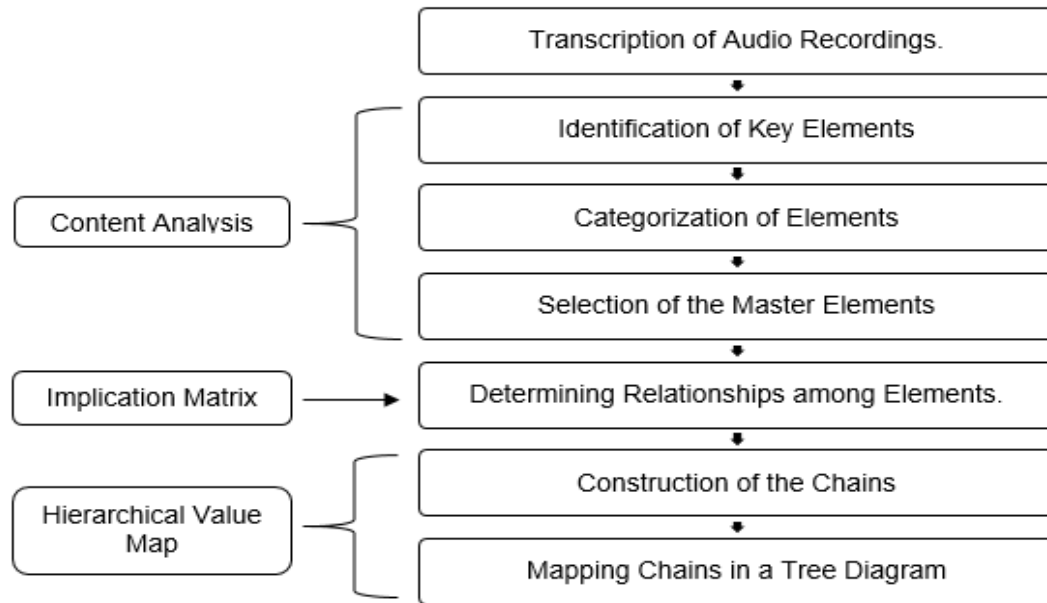 Transcription of Audio Recordings.
Identification of Key Elements
Content Analysis
Categorization of Elements
Selection of the Master Elements
Implication Matrix
Determining Relationships among Elements.
Construction of the Chains
Hierarchical Value
Map
Mapping Chains in a Tree Diagram